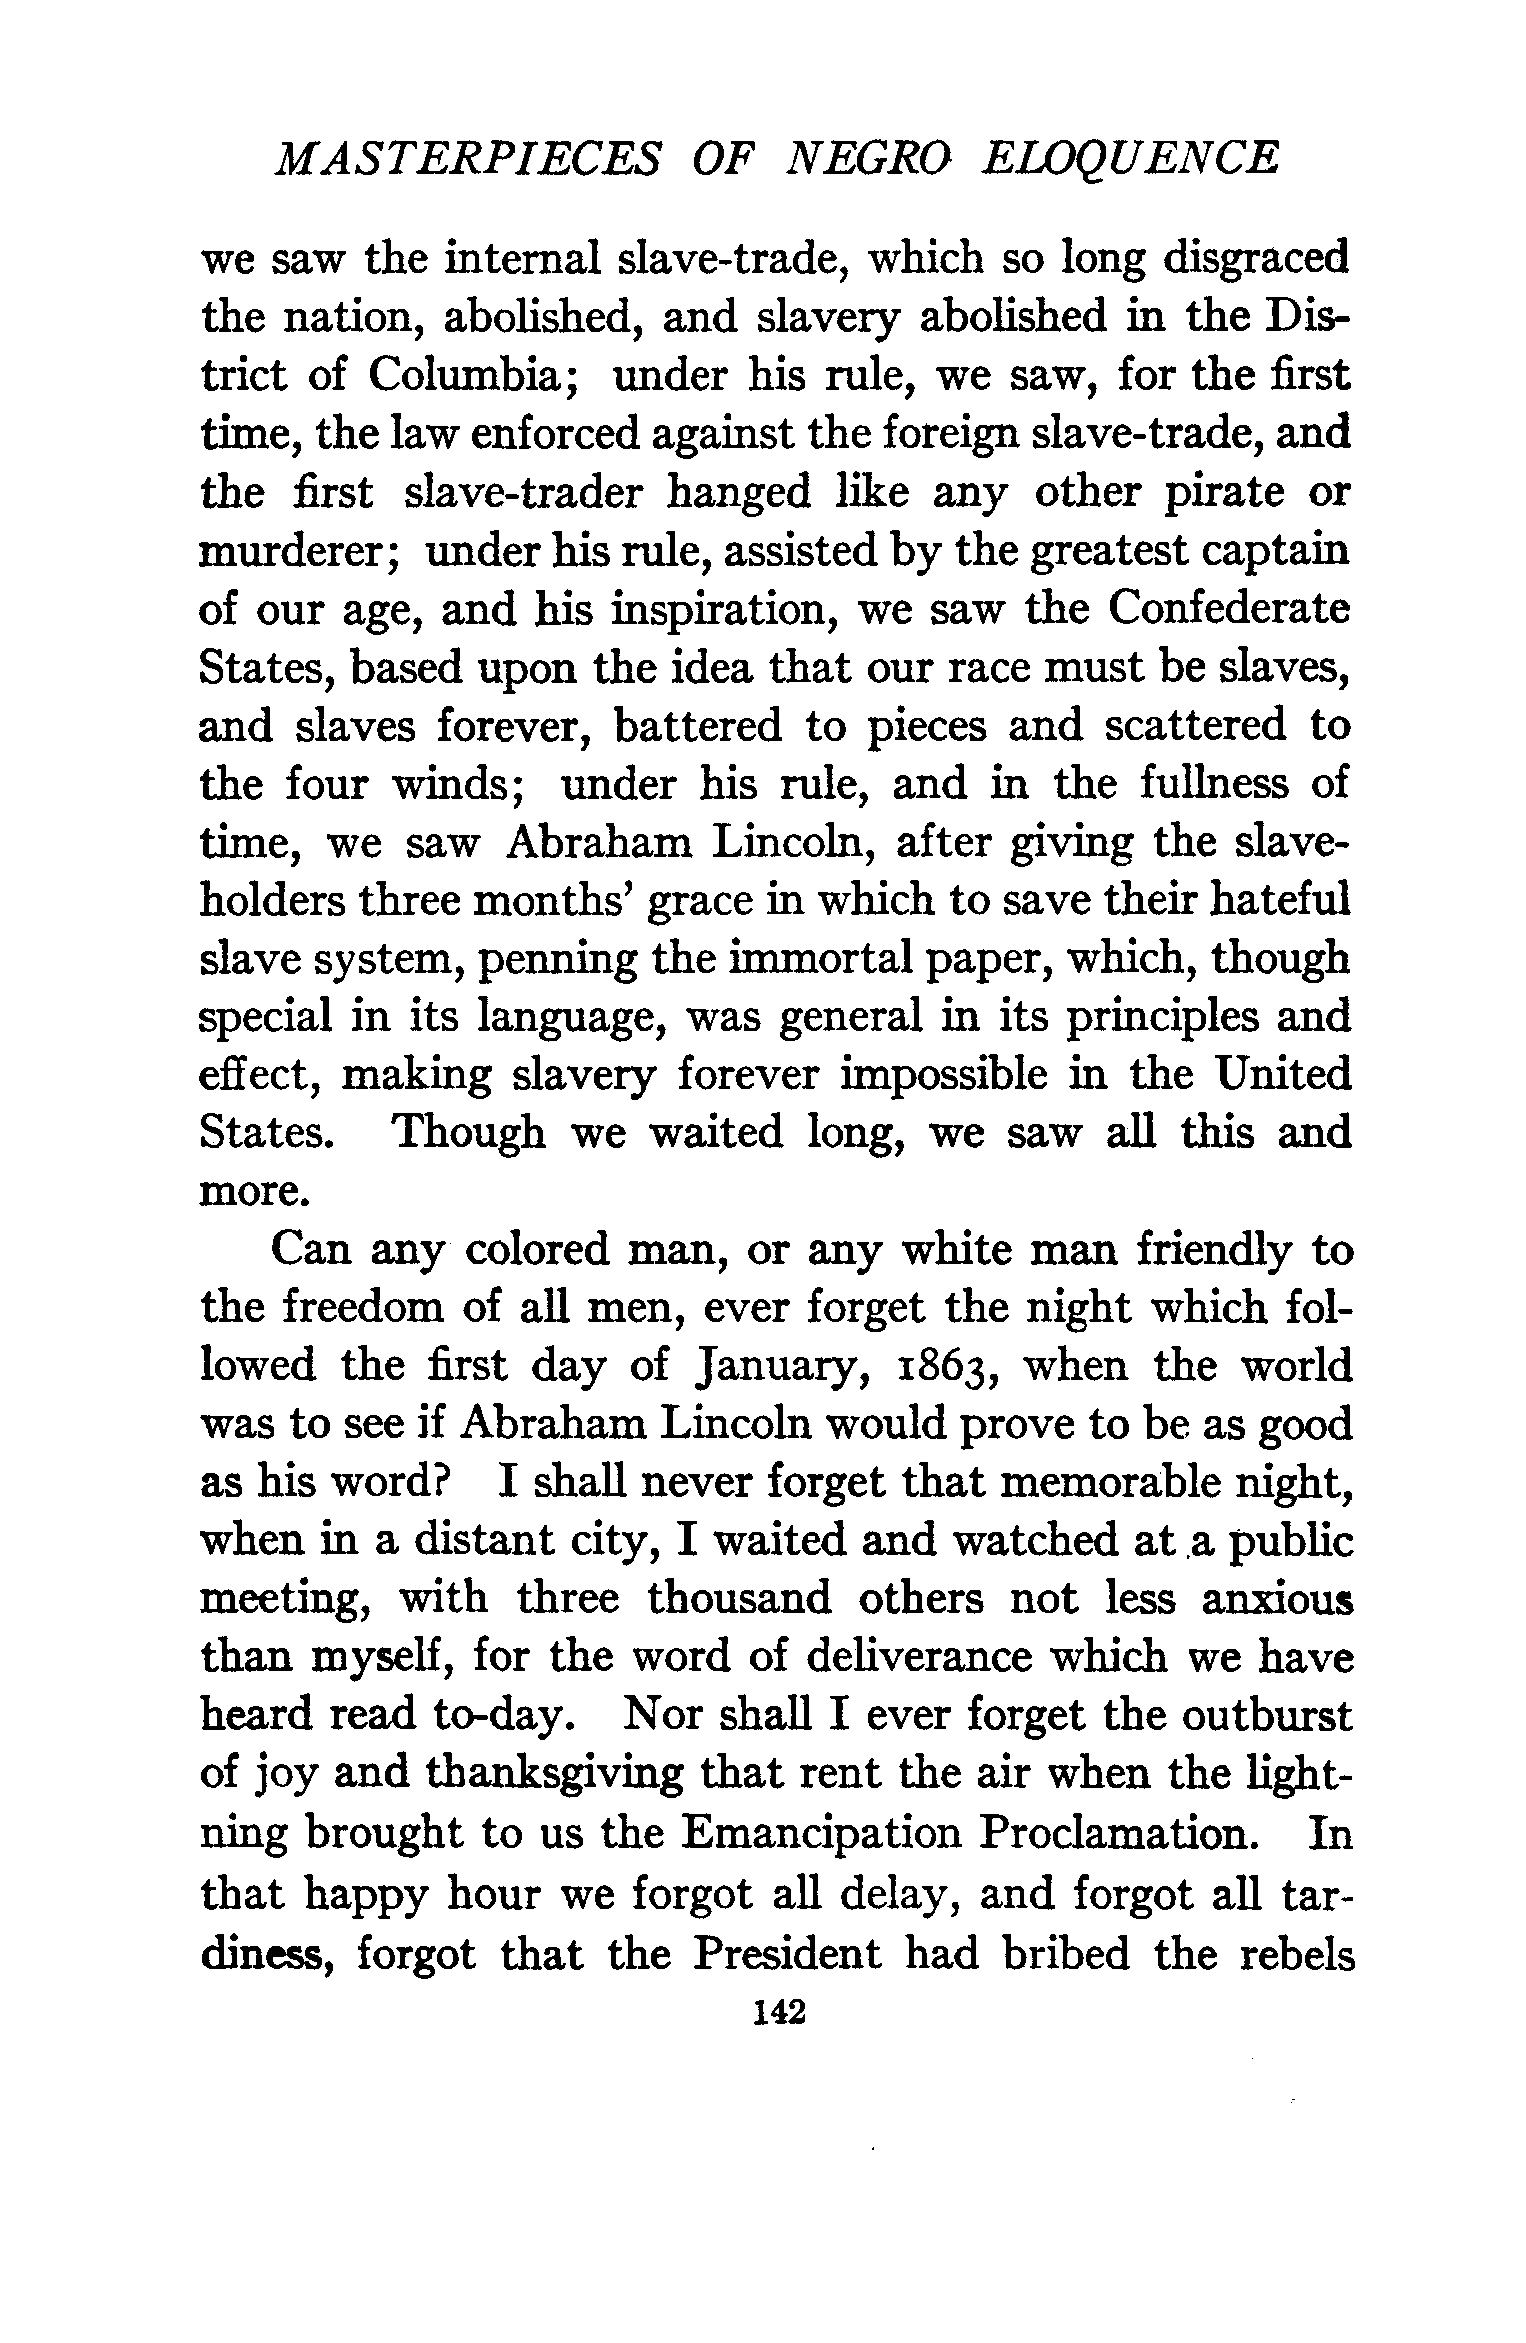 MASTERPIECES OF NEGRO ELOQUENCE
we saw the internal slave-trade, which so long disgraced
the nation, abolished, and slavery abolished in the Dis-
trict of Columbia; under his rule, we saw, for the first
time, the law enforced against the foreign slave-trade, and
the first slave-trader hanged like any other pirate or
murderer; under his rule, assisted by the greatest captain
of our age, and his inspiration, we saw the Confederate
States, based upon the idea that our race must be slaves,
and slaves forever, battered to pieces and scattered to
the four winds; under his rule, and in the fullness of
time, we saw Abraham Lincoln, after giving the slave-
holders three months' grace in which to save their hateful
slave system, penning the immortal paper, which, though
special in its language, was general in its principles and
effect, making slavery forever impossible in the United
States. Though we waited long, we saw all this and
more.
Can any colored man, or any white man friendly to
the freedom of all men, ever forget the night which fol-
lowed the first day of January, 1863, when the world
was to see if Abraham Lincoln would prove to be as good
as his word? I shall never forget that memorable night,
when in a distant city, I waited and watched at a public
meeting, with three thousand others not less anxious
than myself, for the word of deliverance which we have
heard read to-day. Nor shall I ever forget the outburst
of joy and thanksgiving that rent the air when the light-
ning brought to us the Emancipation Proclamation. In
that happy hour we forgot all delay, and forgot all tar-
diness, forgot that the President had bribed the rebels
142